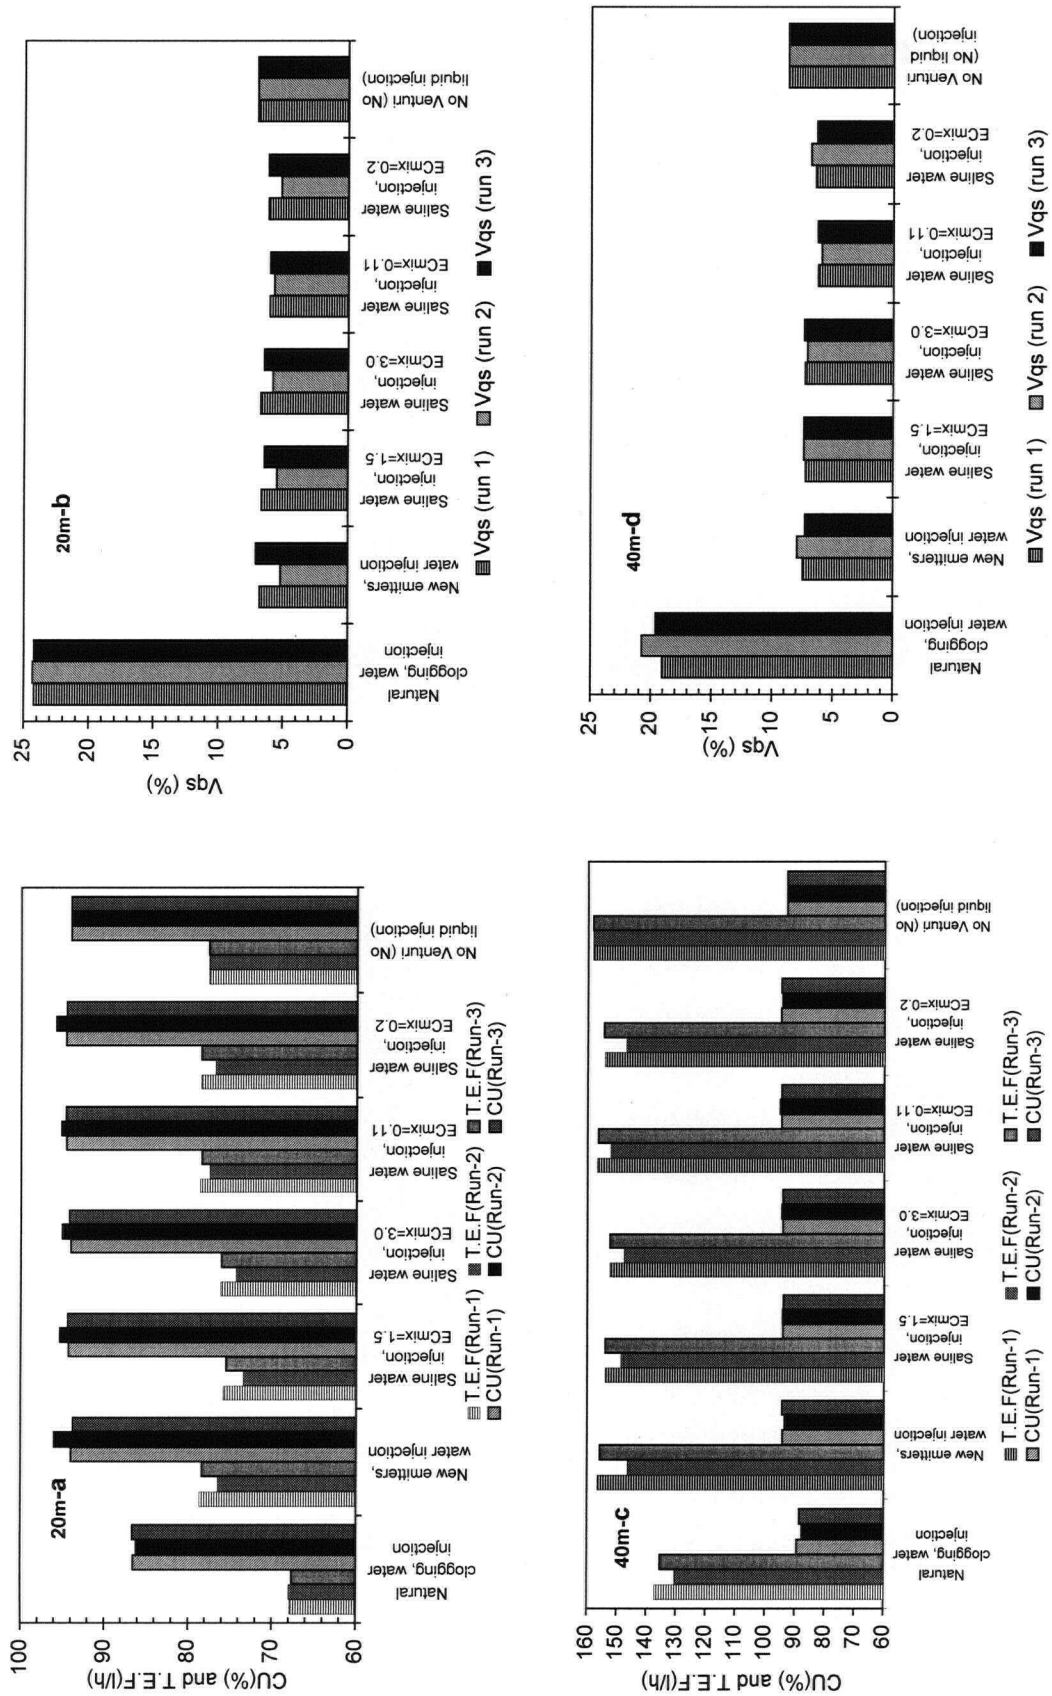 20m-a
CU(%) and T.E.F(l/h)
100
90
80
70
60
Natural
clogging, water
injection
New emitters,
water injection
Saline water
injection,
ECmix=1.5
Saline water
injection,
ECmix=3.0
Saline water
injection,
ECmix=0.11
Saline water
injection,
ECmix=0.2
No Venturi (No
liquid injection)
T.E.F(Run-1) T.E.F(Run-2) T.E.F(Run-3)
CU(Run-1) CU(Run-2) CU(Run-3)
20m-b
Vqs (%)
25
20
15
10
5
0
Natural
clogging, water
injection
New emitters,
water injection
Saline water
injection,
ECmix=1.5
Saline water
injection,
ECmix=3.0
Saline water
injection,
ECmix=0.11
Saline water
injection,
ECmix=0.2
No Venturi (No
liquid injection)
Vqs (run 1) Vqs (run 2) Vqs (run 3)
40m-c
CU(%) and T.E.F(l/h)
160
150
140
130
120
110
100
90
80
70
60
Natural
clogging, water
injection
New emitters,
water injection
Saline water
injection,
ECmix=1.5
Saline water
injection,
ECmix=3.0
Saline water
injection,
ECmix=0.11
Saline water
injection,
ECmix=0.2
No Venturi (No
liquid injection)
T.E.F(Run-1) T.E.F(Run-2) T.E.F(Run-3)
CU(Run-1) CU(Run-2) CU(Run-3)
40m-d
Vqs (%)
25
20
15
10
5
0
Natural
clogging,
water injection
New emitters,
water injection
Saline water
injection,
ECmix=1.5
Saline water
injection,
ECmix=3.0
Saline water
injection,
ECmix=0.11
Saline water
injection,
ECmix=0.2
No Venturi
(No liquid
injection)
Vqs (run 1) Vqs (run 2) Vqs (run 3)